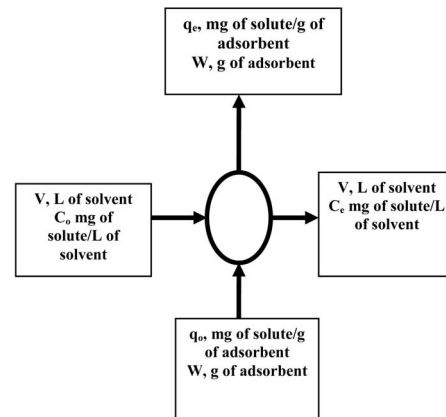 qe, mg of solute/g of
adsorbent
W, g of adsorbent
V, L of solvent
Co mg of
solute/L of
solvent
V, L of solvent
Ce mg of solute/L
of solvent
qo, mg of solute/g
of adsorbent
W, g of adsorbent